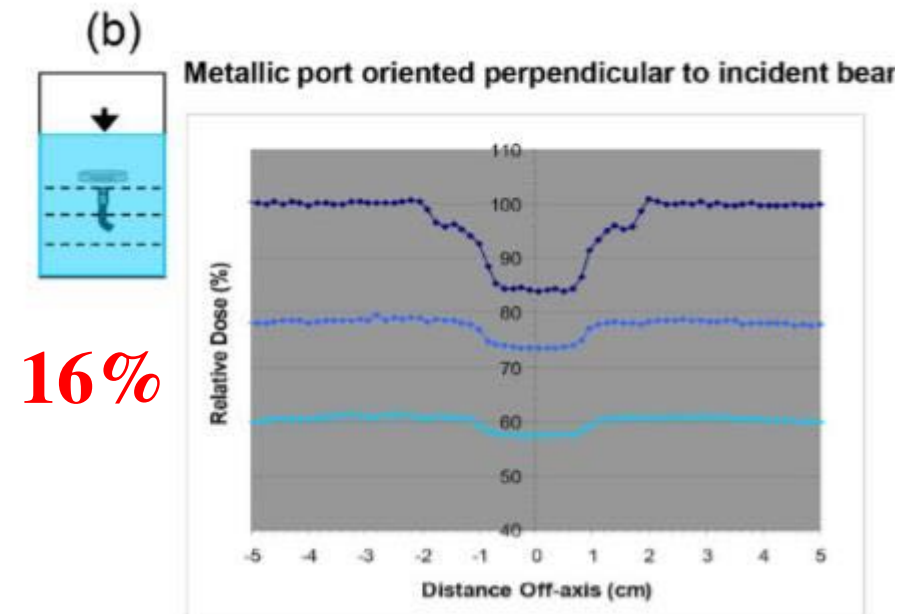 (b)
Metallic port oriented perpendicular to incident bear
16%
Relative Dose (%)
110
100
90
80
70
60
50
40
-5 -4 -3 -2 -1 0 1 2 3 4 5
Distance Off-axis (cm)